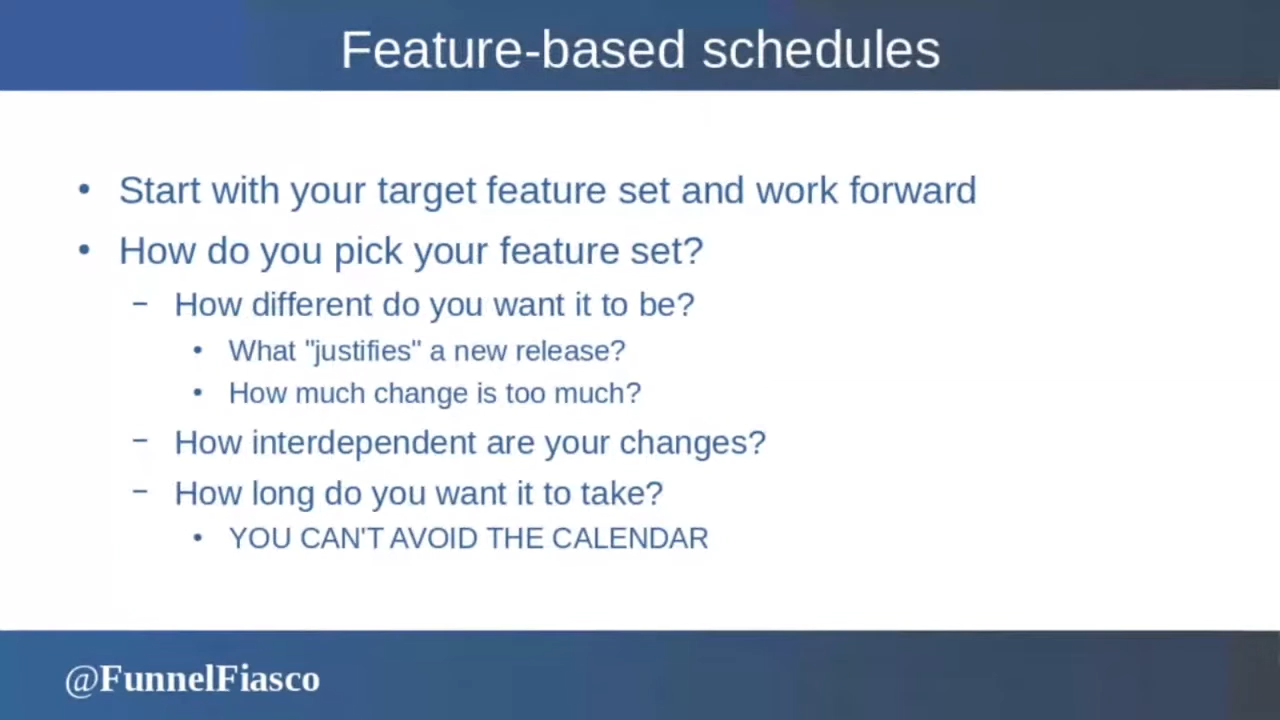 Feature-based schedules
• Start with your target feature set and work forward
• How do you pick your feature set?
– How different do you want it to be?
• What "justifies" a new release?
• How much change is too much?
– How interdependent are your changes?
– How long do you want it to take?
• YOU CAN'T AVOID THE CALENDAR
@FunnelFiasco